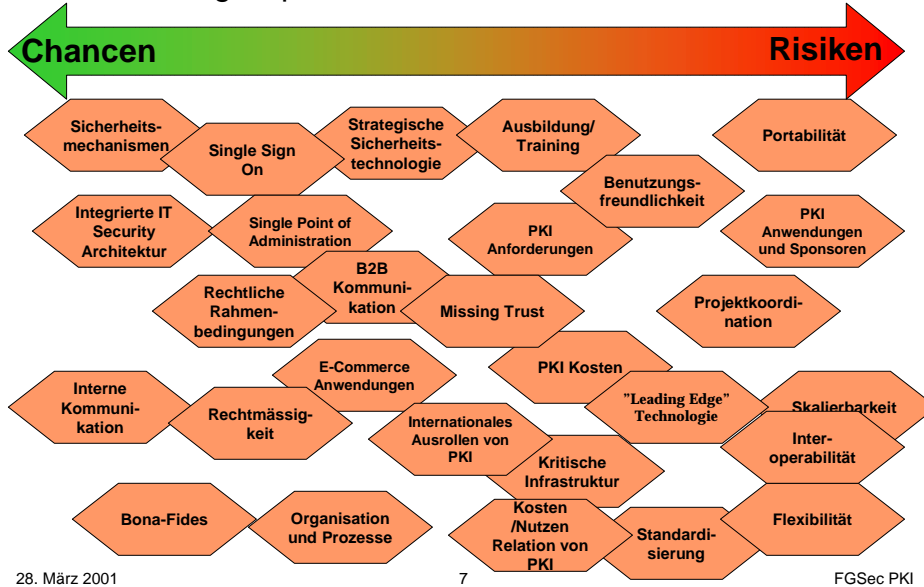 Chancen
Risiken
Sicherheits-
mechanismen
Single Sign
On
Strategische
Sicherheits-
technologie
Ausbildung/
Training
Portabilität
Benutzungs-
freundlichkeit
Integrierte IT
Security
Architektur
Single Point of
Administration
PKI
Anforderungen
PKI
Anwendungen
und Sponsoren
B2B
Kommuni-
kation
Rechtliche
Rahmen-
bedingungen
Missing Trust
Projektkoordi-
nation
E-Commerce
Anwendungen
PKI Kosten
Interne
Kommuni-
kation
Rechtmässig-
keit
Internationales
Ausrollen von
PKI
"Leading Edge"
Technologie
Skalierbarkeit
Inter-
operabilität
Kritische
Infrastruktur
Bona-Fides
Organisation
und Prozesse
Kosten
/Nutzen
Relation von
PKI
Standardi-
sierung
Flexibilität
28. März 2001
7
FGSec PKI